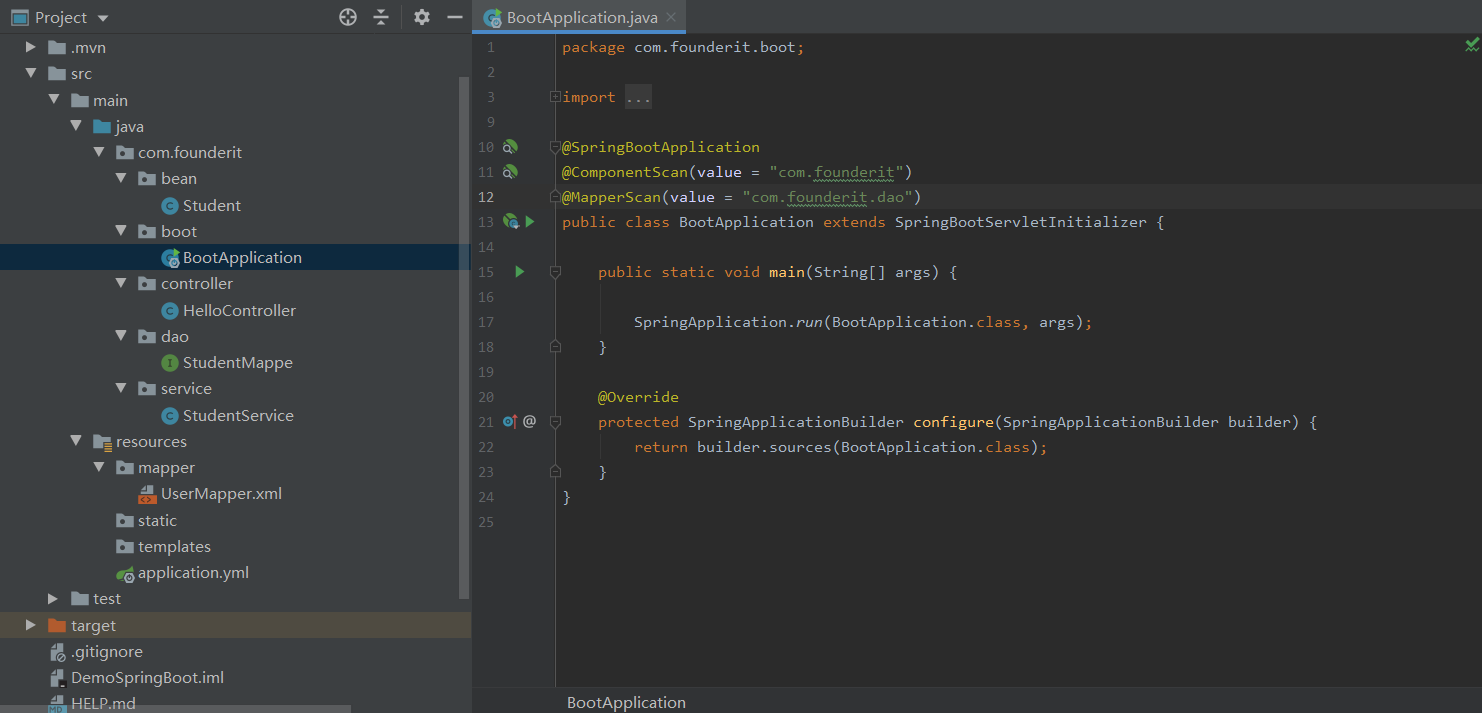 Project
.mvn
src
main
java
com.founderit
bean
Student
boot
BootApplication
controller
HelloController
dao
StudentMappe
service
StudentService
resources
mapper
UserMapper.xml
static
templates
application.yml
test
target
.gitignore
DemoSpringBoot.iml
HELP.md
BootApplication.java
1 package com.founderit.boot;
2
3 import ...
9
10 @SpringBootApplication
11 @ComponentScan(value = "com.founderit")
12 @MapperScan(value = "com.founderit.dao")
13 public class BootApplication extends SpringBootServletInitializer {
14
15 public static void main(String[] args) {
16
17 SpringApplication.run(BootApplication.class, args);
18 }
19
20 @Override
21 @ protected SpringApplicationBuilder configure(SpringApplicationBuilder builder) {
22 return builder.sources(BootApplication.class);
23 }
24 }
25
BootApplication